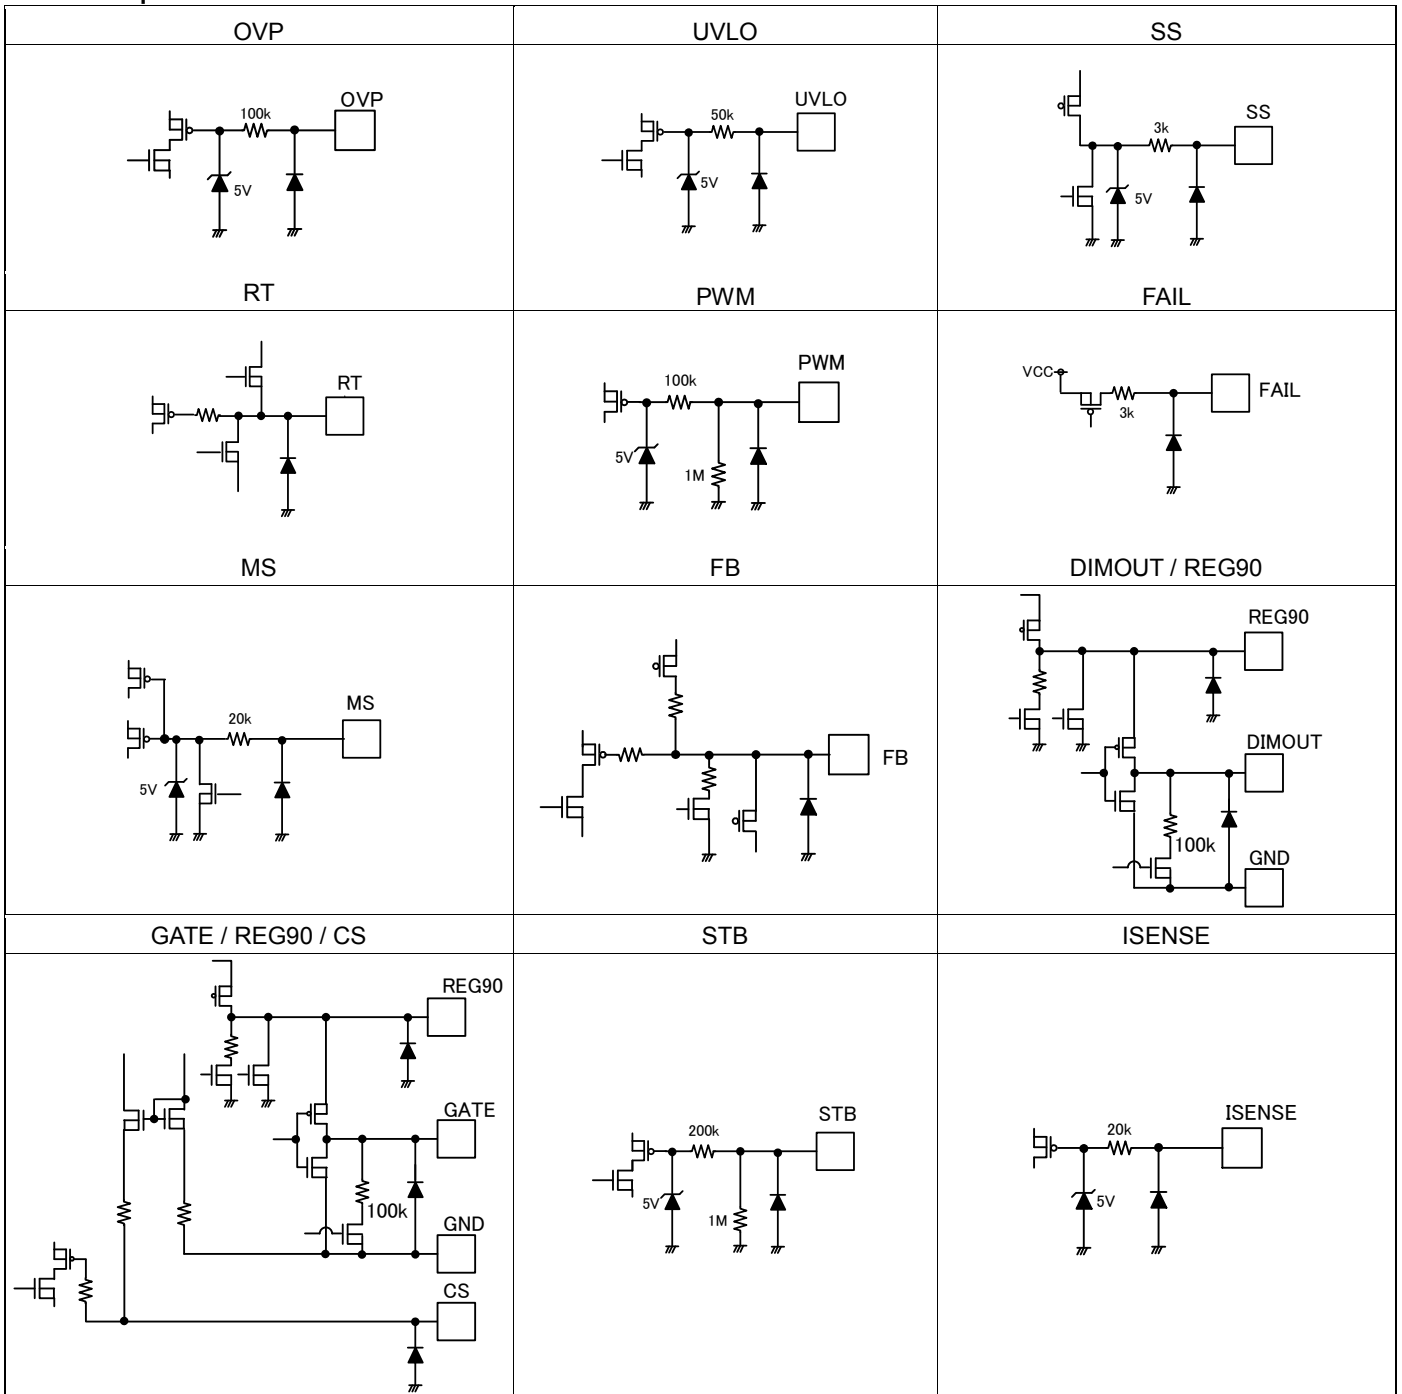 OVP
UVLO
SS
OVP
100k
5V
UVLO
50k
5V
SS
3k
5V
RT
PWM
FAIL
RT
PWM
100k
5V
1M
VCC
3k
FAIL
MS
FB
DIMOUT / REG90
MS
20k
5V
FB
REG90
DIMOUT
100k
GND
GATE / REG90 / CS
STB
ISENSE
REG90
GATE
100k
GND
CS
STB
200k
5V
1M
ISENSE
20k
5V